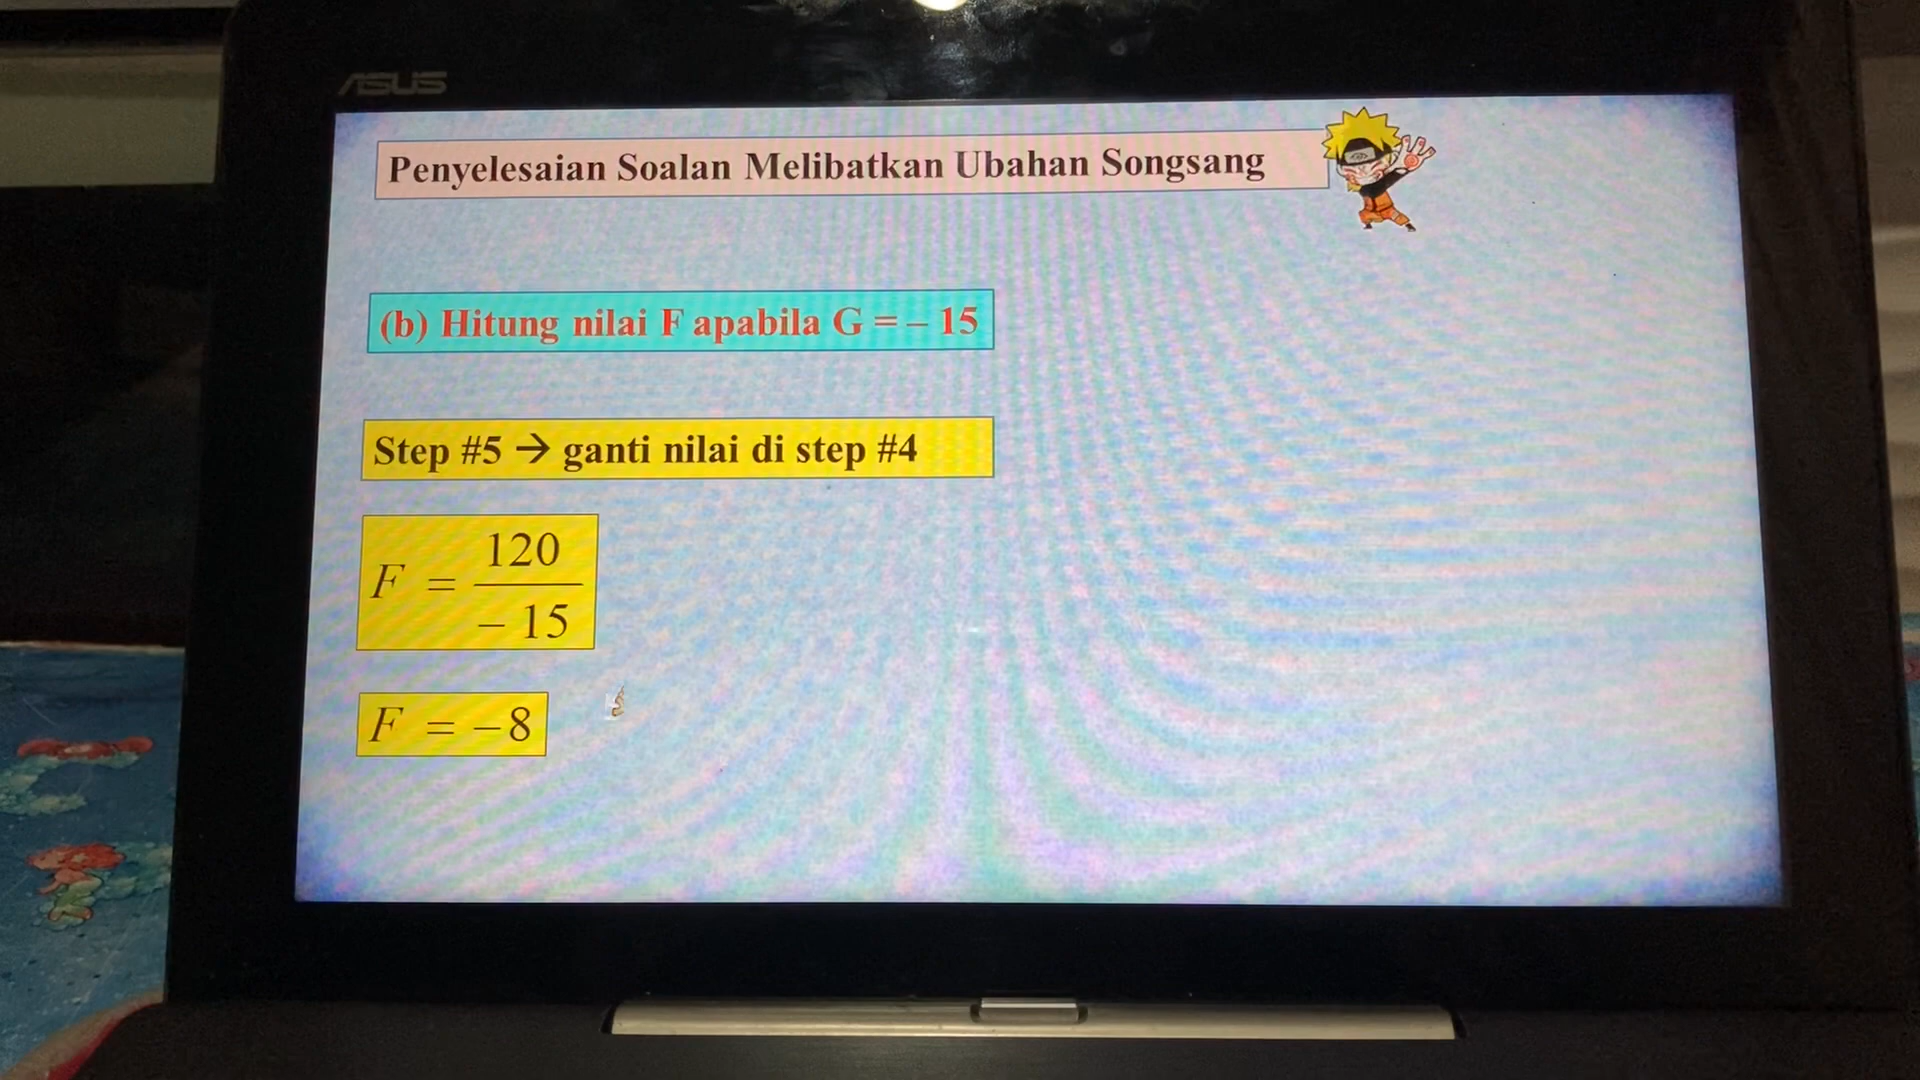 ASUS
Penyelesaian Soalan Melibatkan Ubahan Songsang
(b) Hitung nilai F apabila G = – 15
Step #5 → ganti nilai di step #4
F = 120 / – 15
F = –8